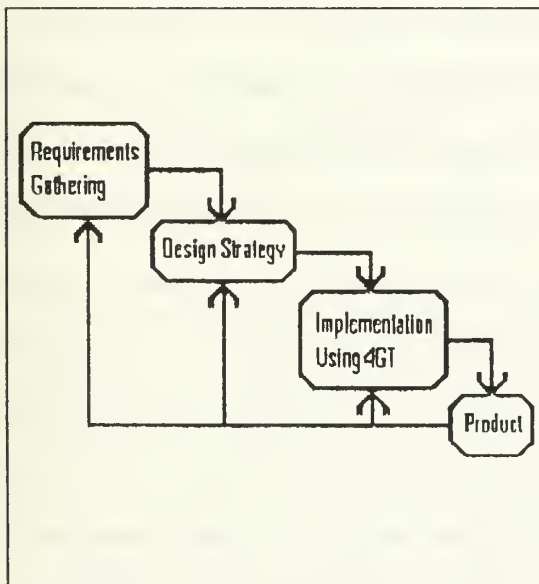 Requirements
Gathering
Design Strategy
Implementation
Using 4GT
Product